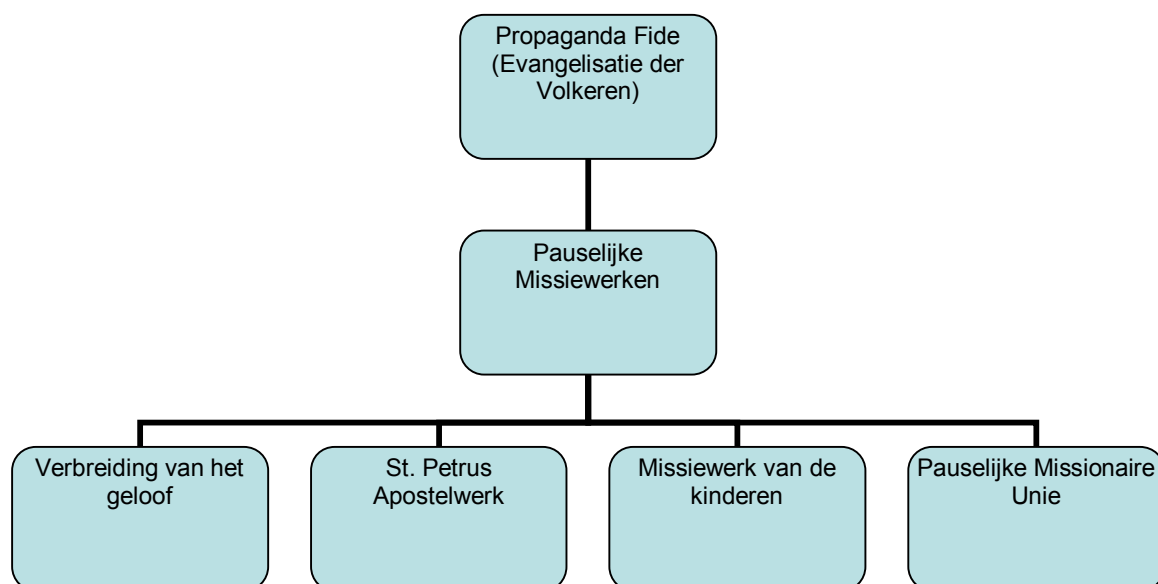 Propaganda Fide
(Evangelisatie der
Volkeren)
Pauselijke
Missiewerken
Verbreiding van het
geloof
St. Petrus
Apostelwerk
Missiewerk van de
kinderen
Pauselijke Missionaire
Unie